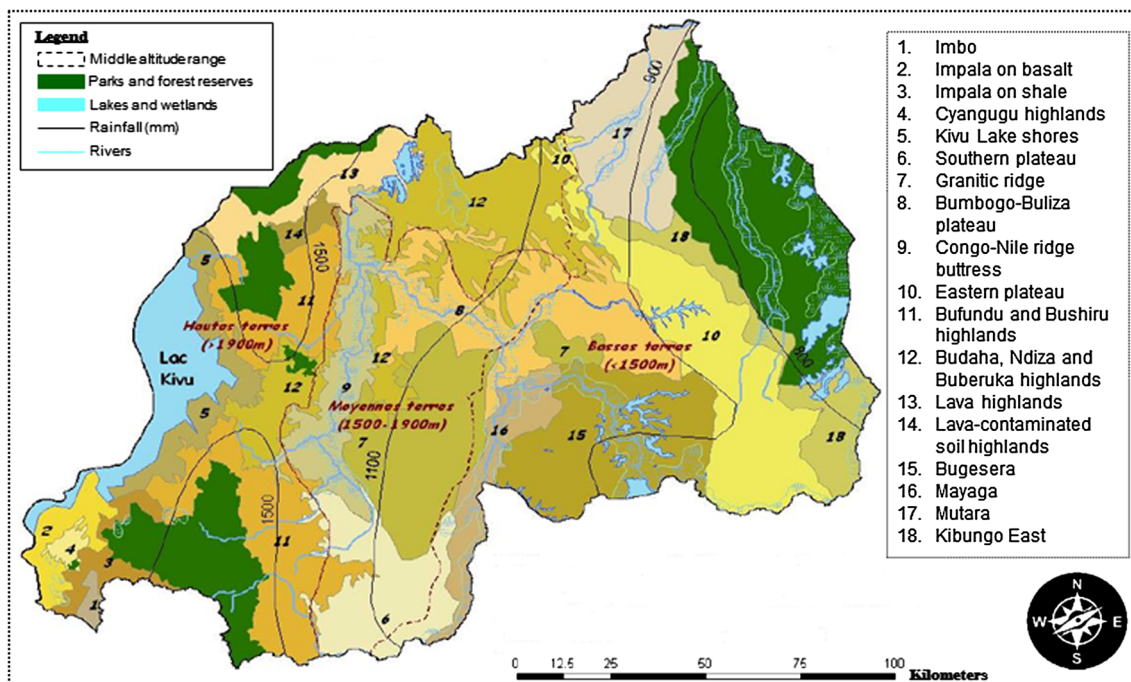 Legend
Middle altitude range
Parks and forest reserves
Lakes and wetlands
Rainfall (mm)
Rivers
1. Imbo
2. Impala on basalt
3. Impala on shale
4. Cyangugu highlands
5. Kivu Lake shores
6. Southern plateau
7. Granitic ridge
8. Bumbogo-Buliza
plateau
9. Congo-Nile ridge
buttress
10. Eastern plateau
11. Bufundu and Bushiru
highlands
12. Budaha, Ndiza and
Buberuka highlands
13. Lava highlands
14. Lava-contaminated
soil highlands
15. Bugesera
16. Mayaga
17. Mutara
18. Kibungo East
900
17
10
13
12
14
18
1500
5
11
8
Hautes terres
(>1900m)
10
Lac
Kivu
12
7
Basses terres
(<1500m)
800
9
Moyennes terres
(1500-1900m)
5
7
16
15
18
1100
1500
2
4
3
11
1
6
N
W
E
S
0 12.5 25 50 75 100
Kilometers